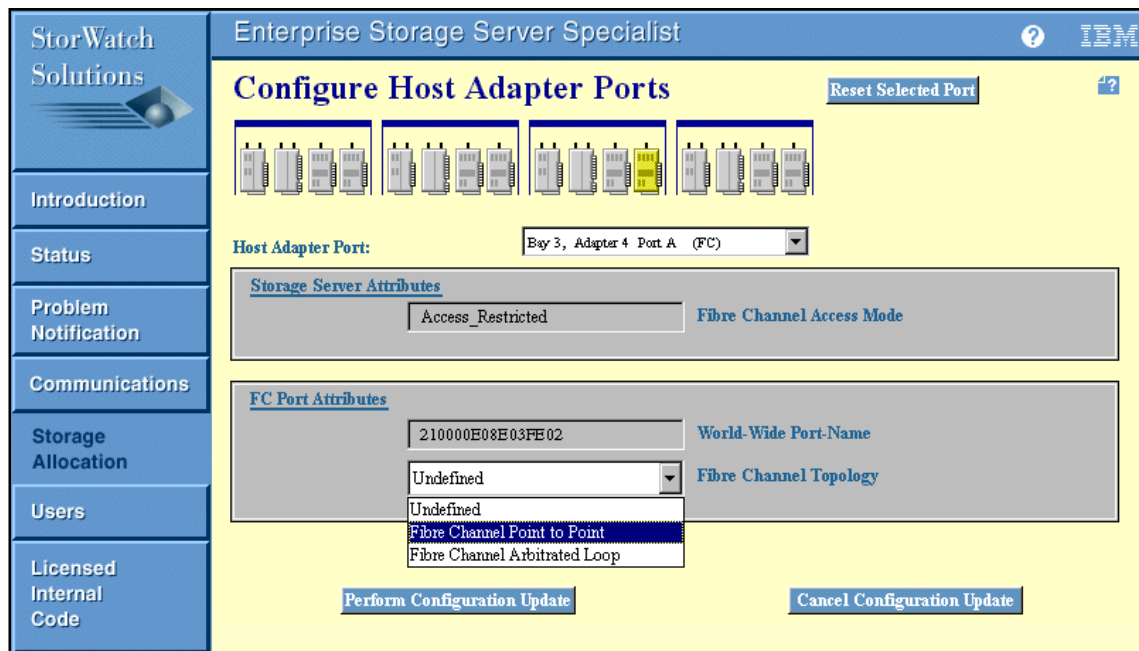 StorWatch
Solutions
Enterprise Storage Server Specialist
?
IBM
Configure Host Adapter Ports
Reset Selected Port
?
Introduction
Status
Problem
Notification
Communications
Storage
Allocation
Users
Licensed
Internal
Code
Host Adapter Port:
Bay 3, Adapter 4 Port A (FC)
Storage Server Attributes
Access_Restricted
Fibre Channel Access Mode
FC Port Attributes
210000E08E03FE02
World-Wide Port-Name
Undefined
Fibre Channel Topology
Undefined
Fibre Channel Point to Point
Fibre Channel Arbitrated Loop
Perform Configuration Update
Cancel Configuration Update